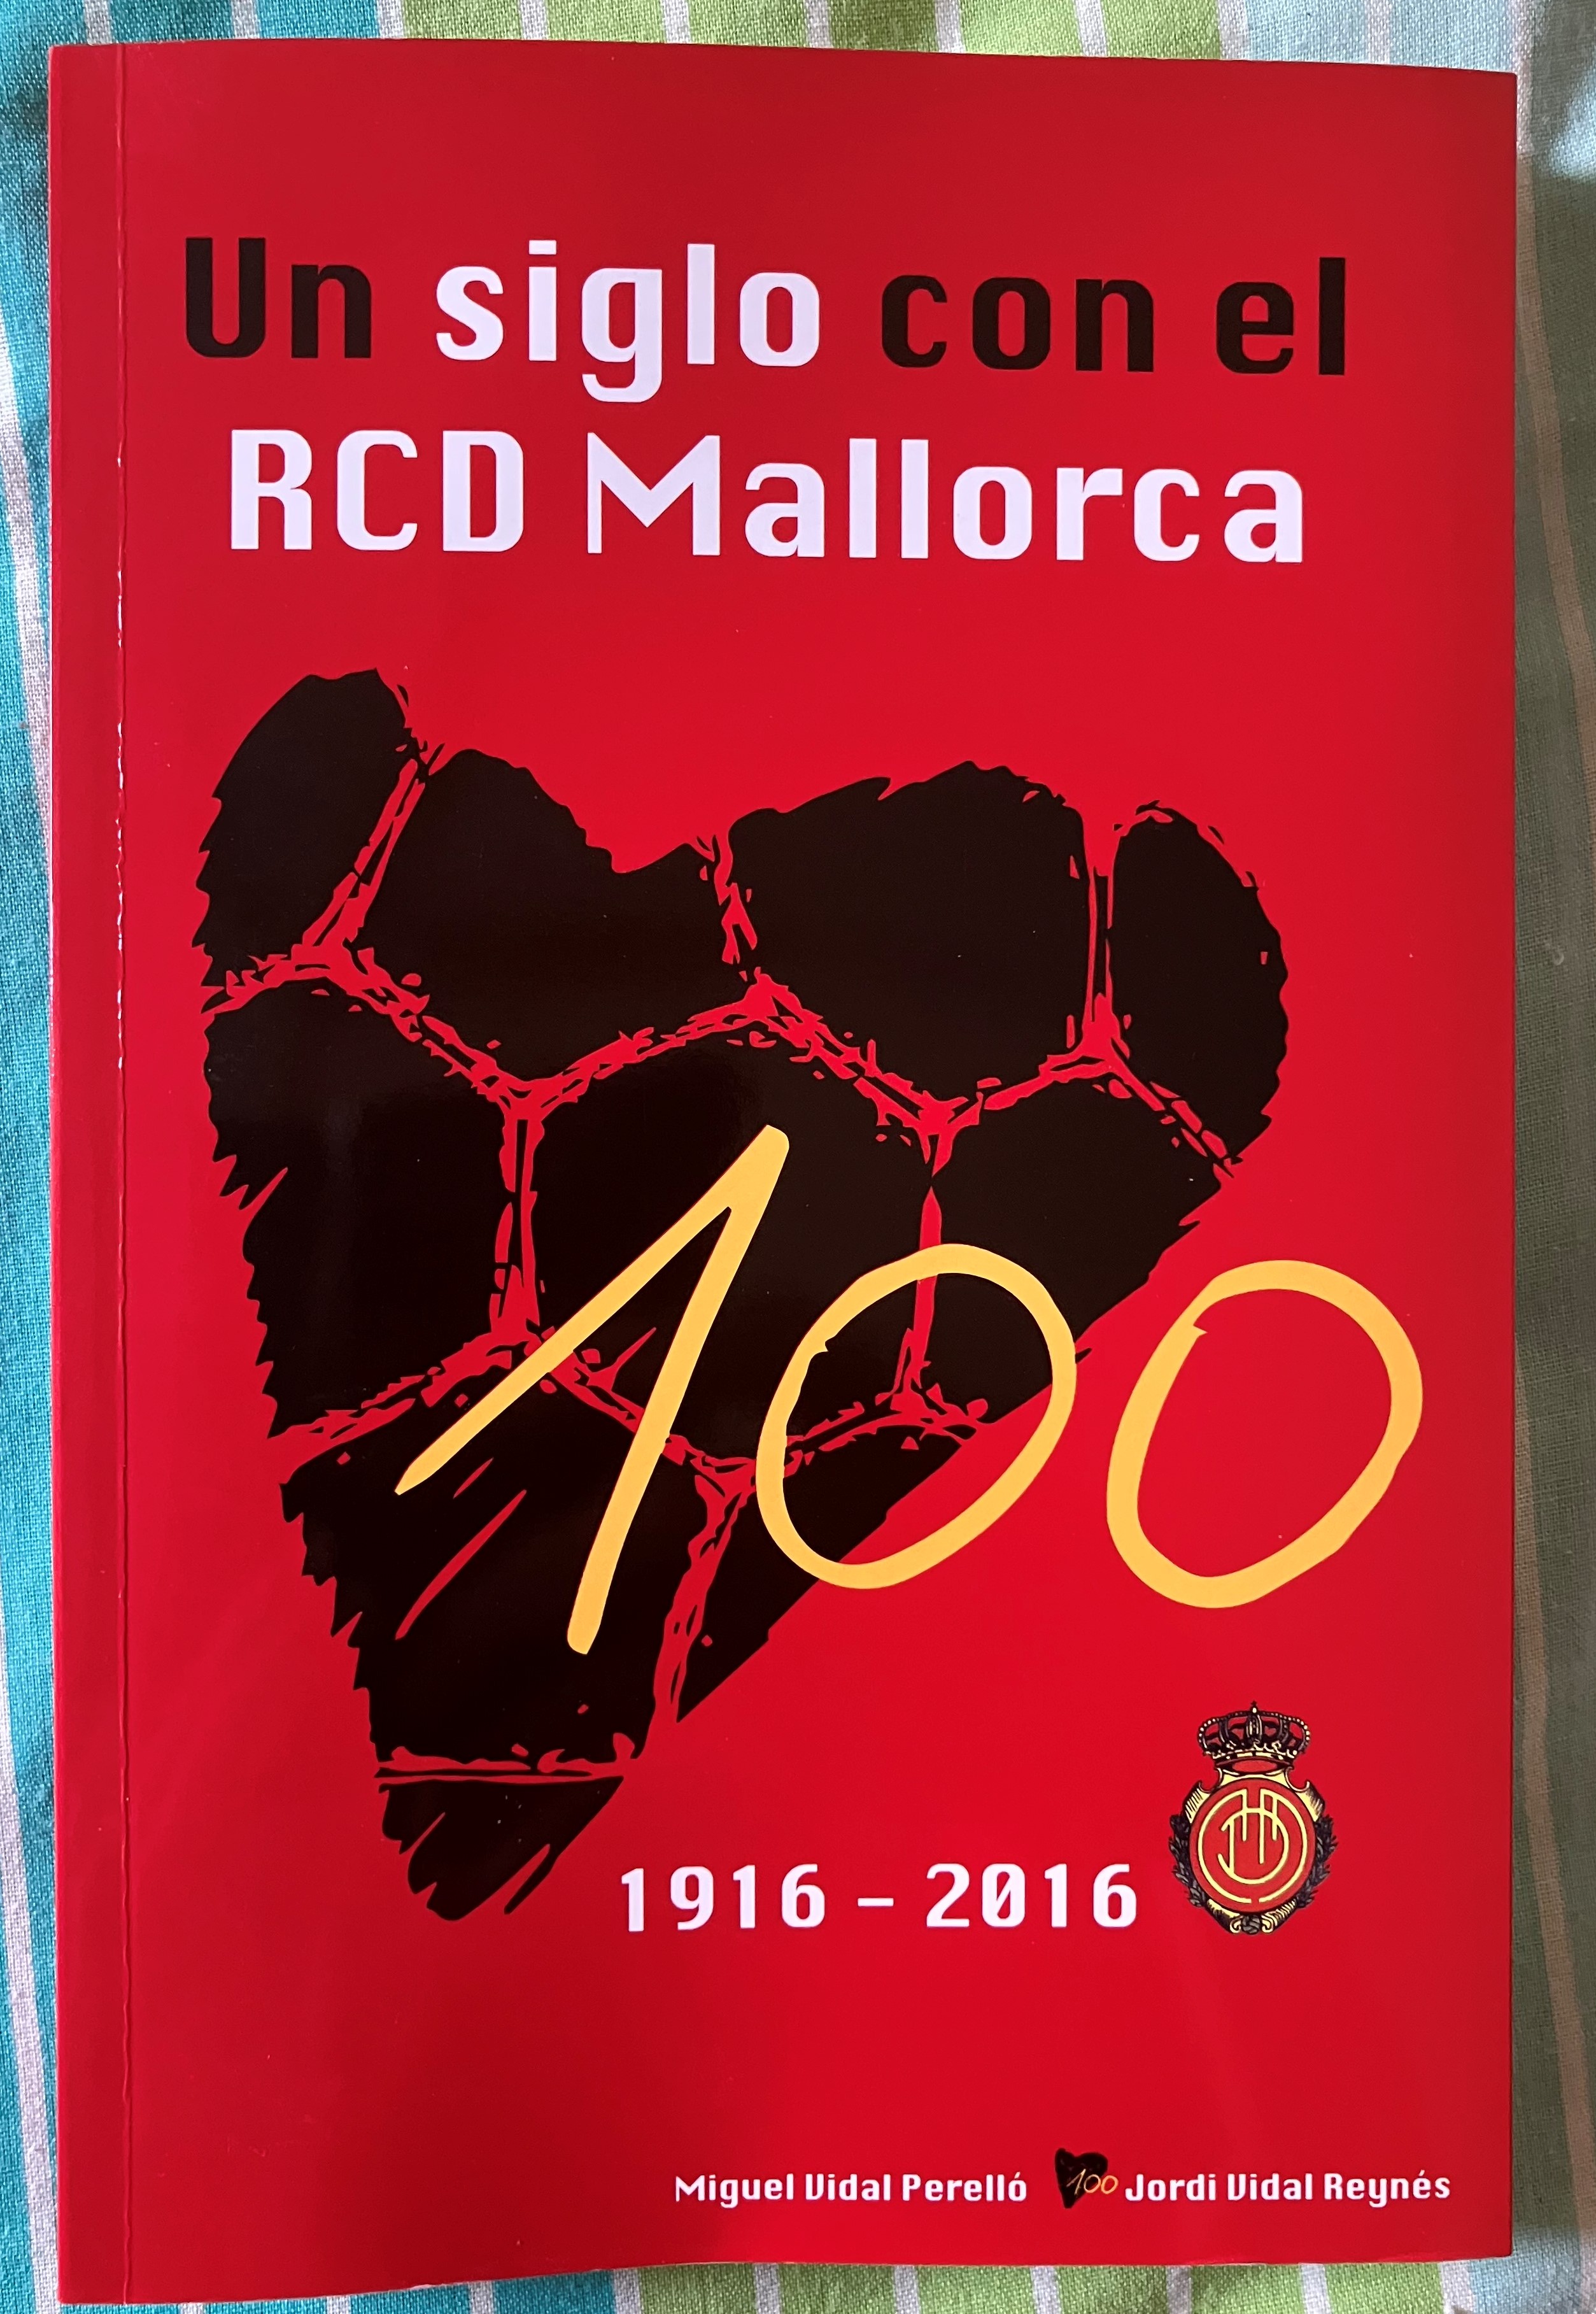 Un siglo con el
RCD Mallorca
100
1916 - 2016
Miguel Vidal Perelló 100 Jordi Vidal Reynés